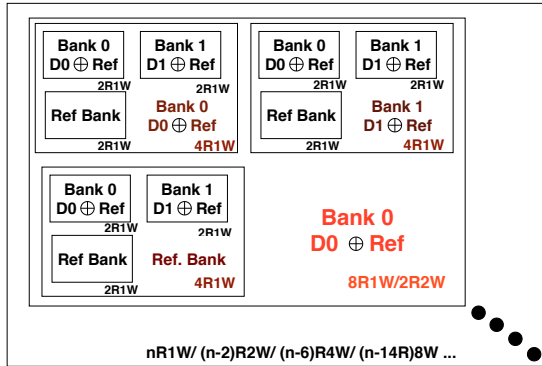 Bank 0
D0 ⊕ Ref
2R1W
Bank 1
D1 ⊕ Ref
2R1W
Ref Bank
2R1W
Bank 0
D0 ⊕ Ref
4R1W
Bank 0
D0 ⊕ Ref
2R1W
Bank 1
D1 ⊕ Ref
2R1W
Ref Bank
2R1W
Bank 1
D1 ⊕ Ref
4R1W
Bank 0
D0 ⊕ Ref
2R1W
Bank 1
D1 ⊕ Ref
2R1W
Ref Bank
2R1W
Ref. Bank
4R1W
Bank 0
D0 ⊕ Ref
8R1W/2R2W
nR1W/ (n-2)R2W/ (n-6)R4W/ (n-14R)8W ...